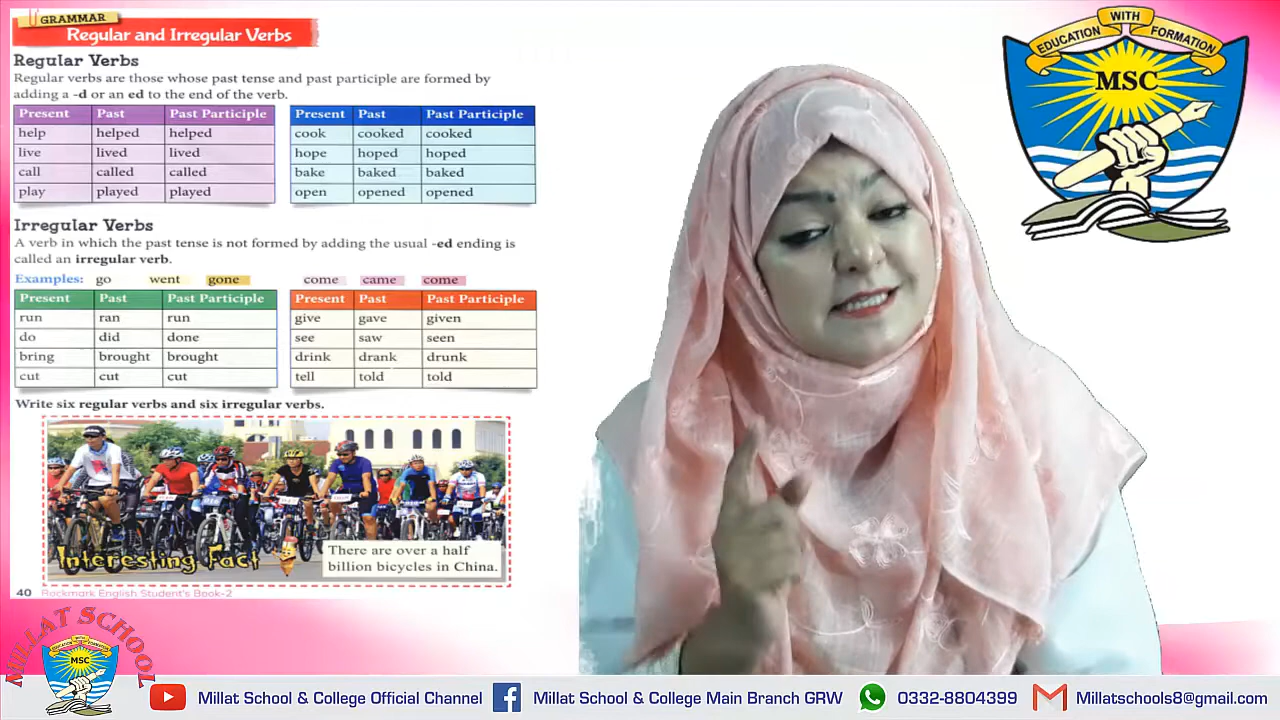 GRAMMAR
Regular and Irregular Verbs
Regular Verbs
Regular verbs are those whose past tense and past participle are formed by
adding a -d or an ed to the end of the verb.
Present Past Past Participle
help helped helped
live lived lived
call called called
play played played
Present Past Past Participle
cook cooked cooked
hope hoped hoped
bake baked baked
open opened opened
Irregular Verbs
A verb in which the past tense is not formed by adding the usual -ed ending is
called an irregular verb.
Examples: go went gone come came come
Present Past Past Participle
run ran run
do did done
bring brought brought
cut cut cut
Present Past Past Participle
give gave given
see saw seen
drink drank drunk
tell told told
Write six regular verbs and six irregular verbs.
Interesting Fact
There are over a half
billion bicycles in China.
40 Rockmark English Student's Book-2
EDUCATION WITH FORMATION
MSC
MILLAT SCHOOL
EDUCATION WITH FORMATION
MSC
Millat School & College Official Channel
Millat School & College Main Branch GRW
0332-8804399
Millatschools8@gmail.com